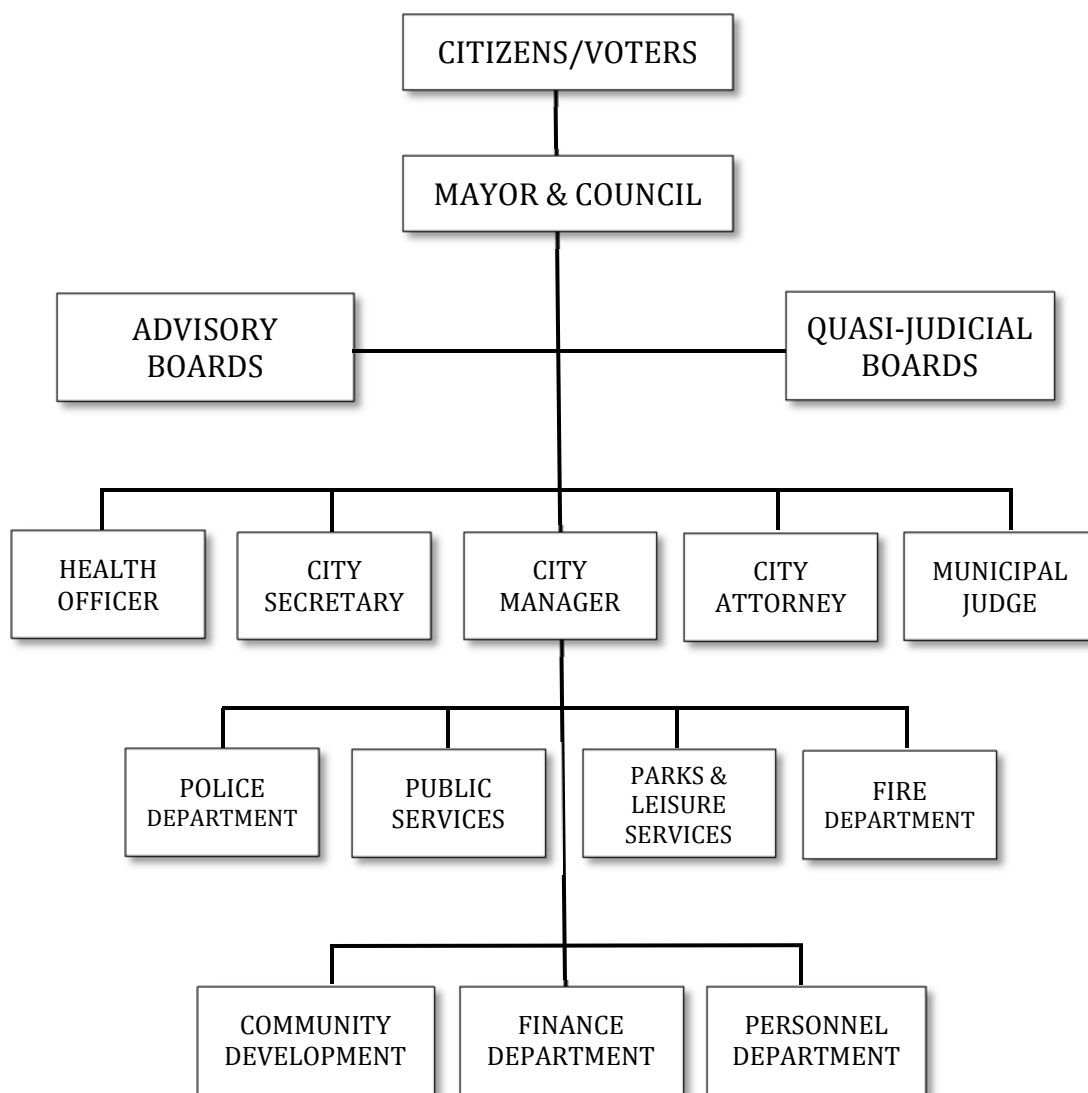 CITIZENS/VOTERS
MAYOR & COUNCIL
ADVISORY
BOARDS
QUASI-JUDICIAL
BOARDS
HEALTH
OFFICER
CITY
SECRETARY
CITY
MANAGER
CITY
ATTORNEY
MUNICIPAL
JUDGE
POLICE
DEPARTMENT
PUBLIC
SERVICES
PARKS &
LEISURE
SERVICES
FIRE
DEPARTMENT
COMMUNITY
DEVELOPMENT
FINANCE
DEPARTMENT
PERSONNEL
DEPARTMENT